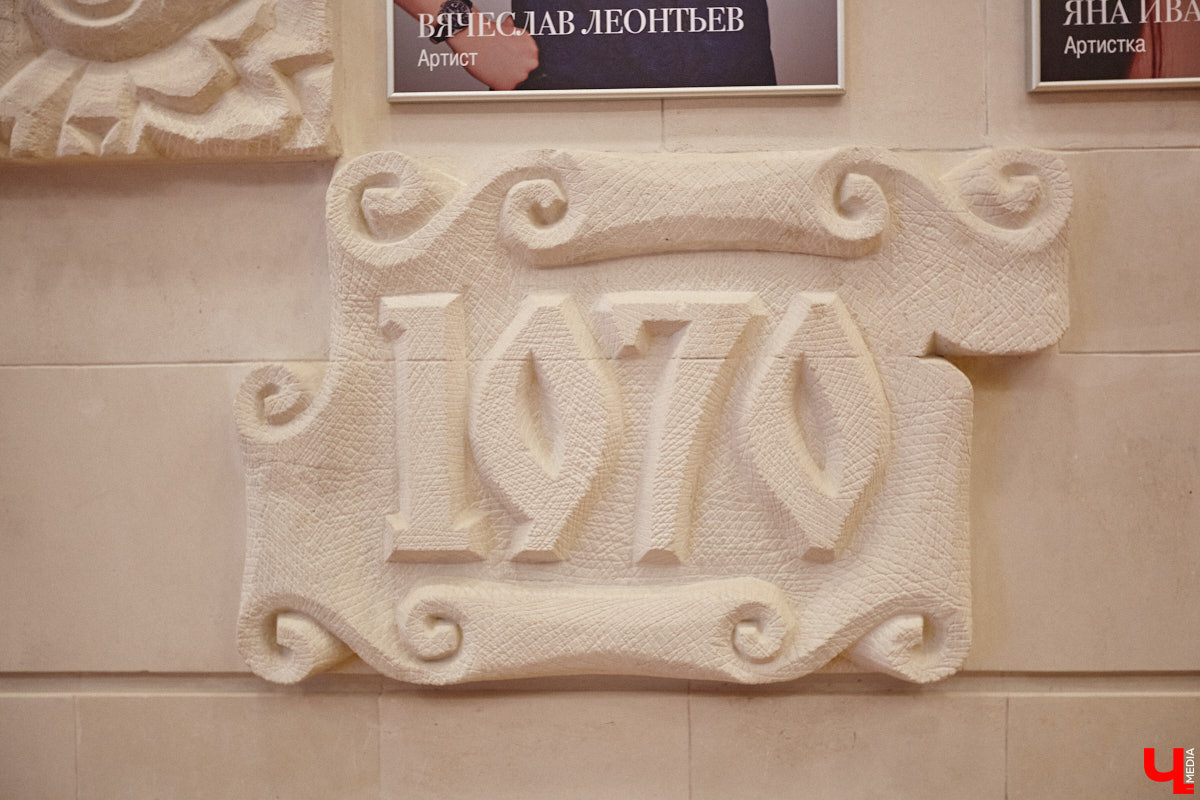 ВЯЧЕСЛАВ ЛЕОНТЬЕВ
Артист
ЯНА ИВА
Артистка
1970
Ч MEDIA